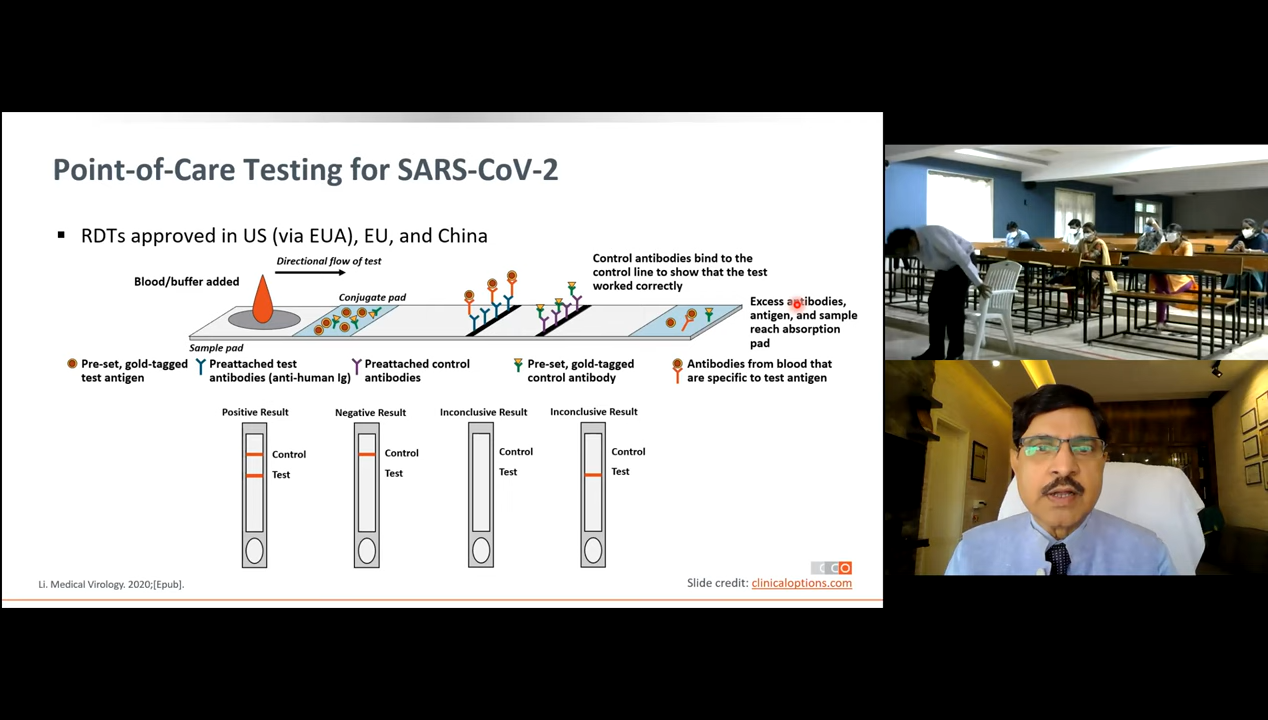 Point-of-Care Testing for SARS-CoV-2
▪ RDTs approved in US (via EUA), EU, and China
Directional flow of test
Blood/buffer added
Conjugate pad
Sample pad
Control antibodies bind to the
control line to show that the test
worked correctly
Excess antibodies,
antigen, and sample
reach absorption
pad
Pre-set, gold-tagged
test antigen
Preattached test
antibodies (anti-human Ig)
Preattached control
antibodies
Pre-set, gold-tagged
control antibody
Antibodies from blood that
are specific to test antigen
Positive Result
Control
Test
Negative Result
Control
Test
Inconclusive Result
Control
Test
Inconclusive Result
Control
Test
Li. Medical Virology. 2020;[Epub].
CCO
Slide credit: clinicaloptions.com